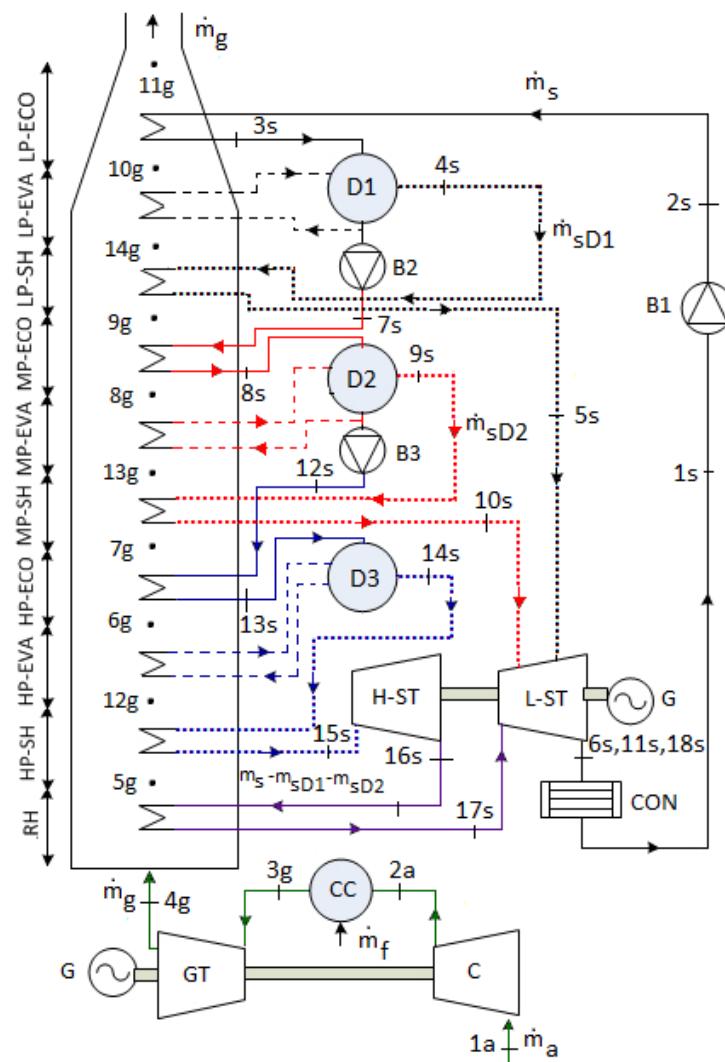 ṁg
11g
ṁs
LP-ECO
3s
10g
D1
4s
2s
LP-EVA
14g
ṁsD1
B2
B1
LP-SH
9g
7s
MP-ECO
D2
9s
8g
8s
ṁsD2
5s
MP-EVA
B3
13g
12s
1s
MP-SH
10s
7g
HP-ECO
D3
14s
6g
13s
HP-EVA
H-ST
L-ST
G
12g
15s
16s
6s,11s,18s
HP-SH
5g
ms-msD1-msD2
17s
CON
RH
ṁg
4g
3g
CC
2a
ṁf
G
GT
C
1a
ṁa